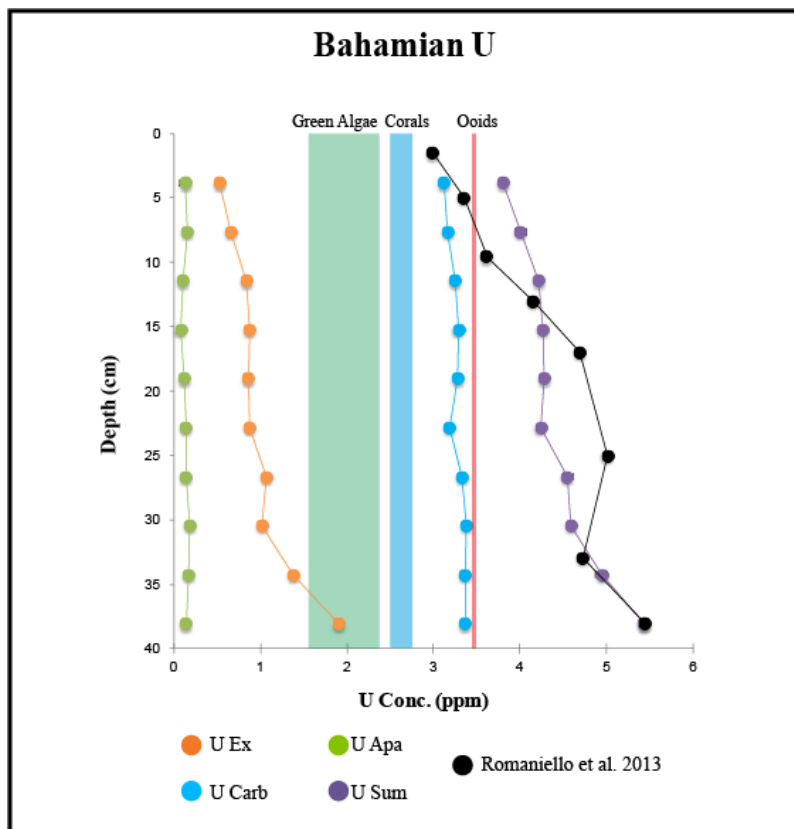 Bahamian U
Green Algae Corals Ooids
0
5
10
15
20
25
30
35
40
Depth (cm)
0 1 2 3 4 5 6
U Conc. (ppm)
U Ex U Apa Romaniello et al. 2013
U Carb U Sum